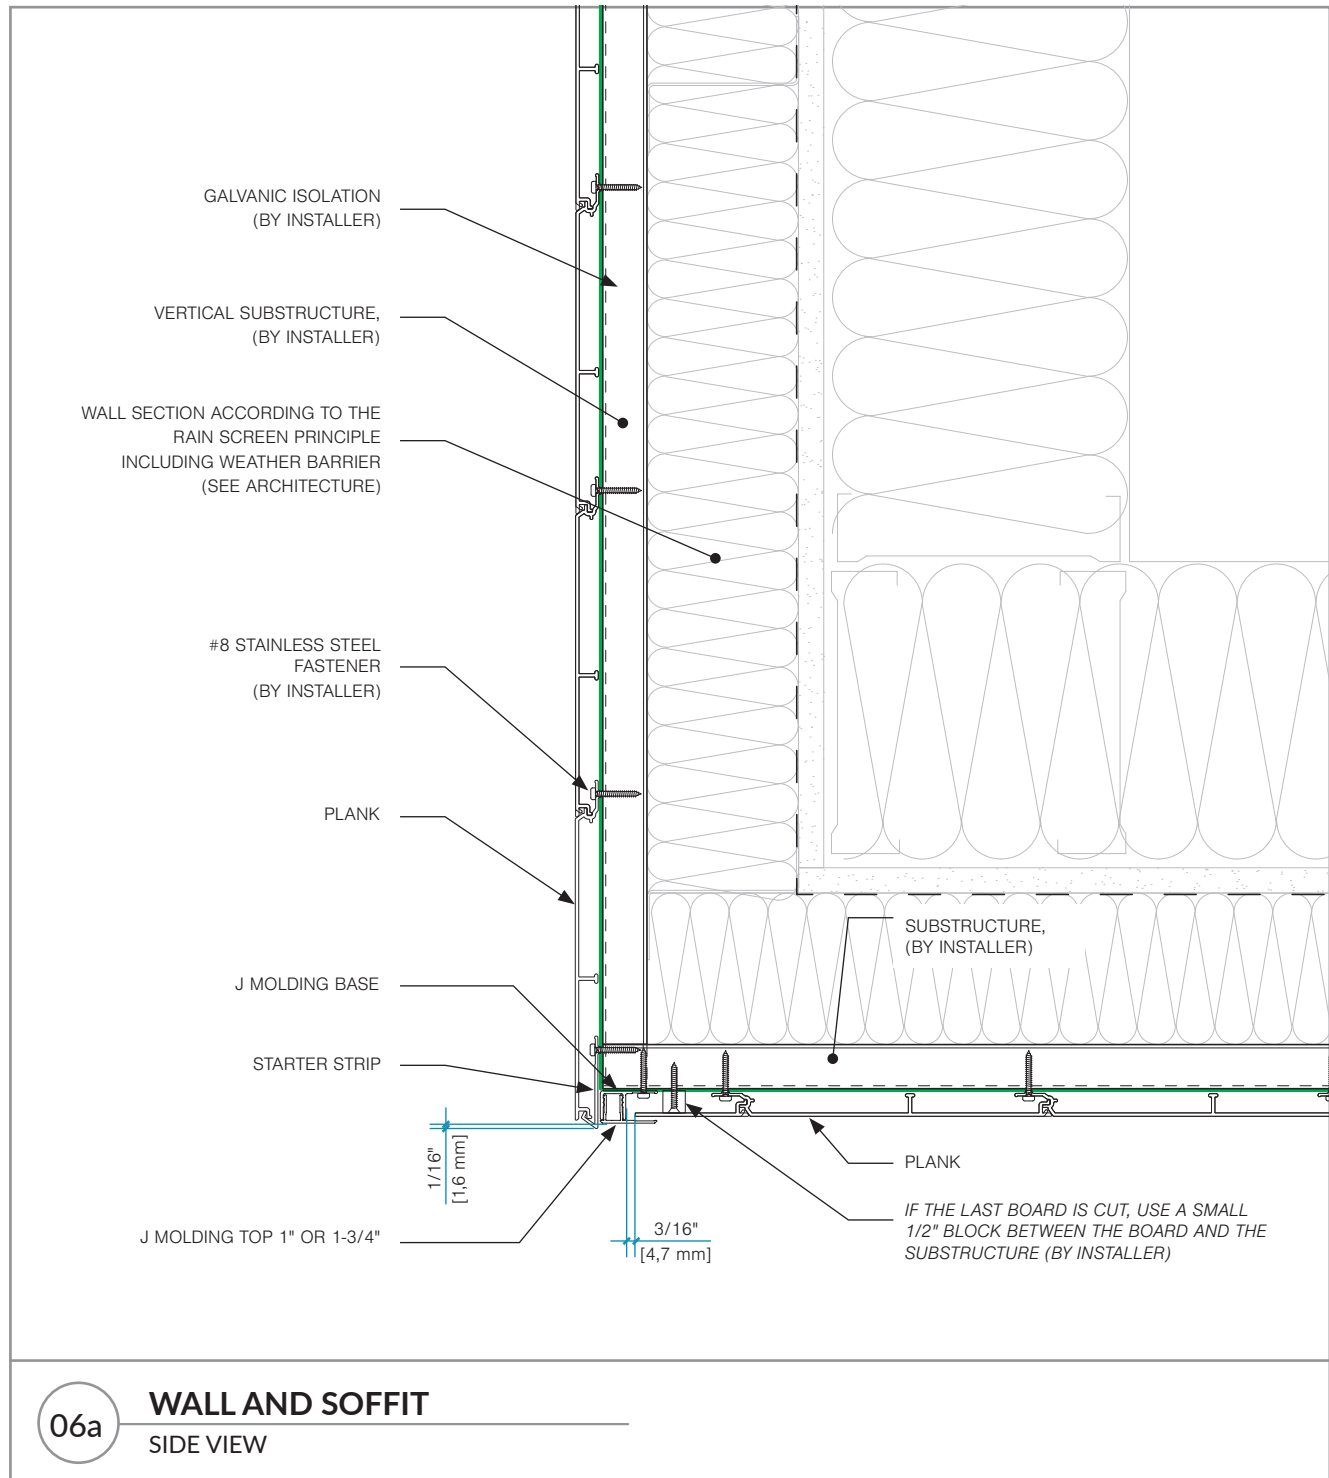 GALVANIC ISOLATION
(BY INSTALLER)
VERTICAL SUBSTRUCTURE,
(BY INSTALLER)
WALL SECTION ACCORDING TO THE
RAIN SCREEN PRINCIPLE
INCLUDING WEATHER BARRIER
(SEE ARCHITECTURE)
#8 STAINLESS STEEL
FASTENER
(BY INSTALLER)
PLANK
J MOLDING BASE
STARTER STRIP
1/16"
[1,6 mm]
J MOLDING TOP 1" OR 1-3/4"
3/16"
[4,7 mm]
SUBSTRUCTURE,
(BY INSTALLER)
PLANK
IF THE LAST BOARD IS CUT, USE A SMALL
1/2" BLOCK BETWEEN THE BOARD AND THE
SUBSTRUCTURE (BY INSTALLER)
06a
WALL AND SOFFIT
SIDE VIEW